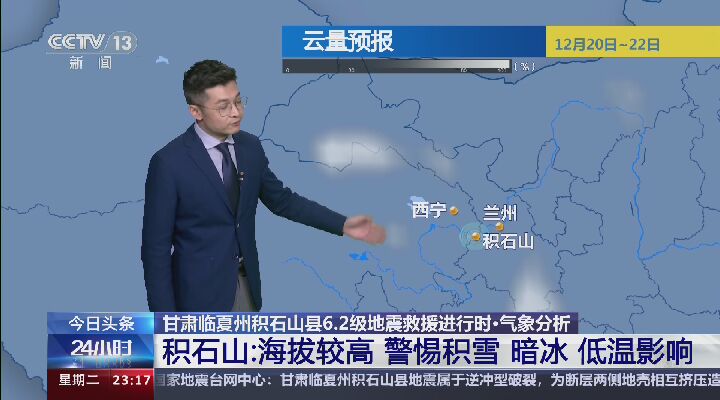 CCTV 13
新闻
云量预报
12月20日~22日
(%)
西宁
兰州
积石山
今日头条
甘肃临夏州积石山县6.2级地震救援进行时·气象分析
24小时
积石山:海拔较高 警惕积雪 暗冰 低温影响
星期二 23:17
国家地震台网中心：甘肃临夏州积石山县地震属于逆冲型破裂，为断层两侧地壳相互挤压造